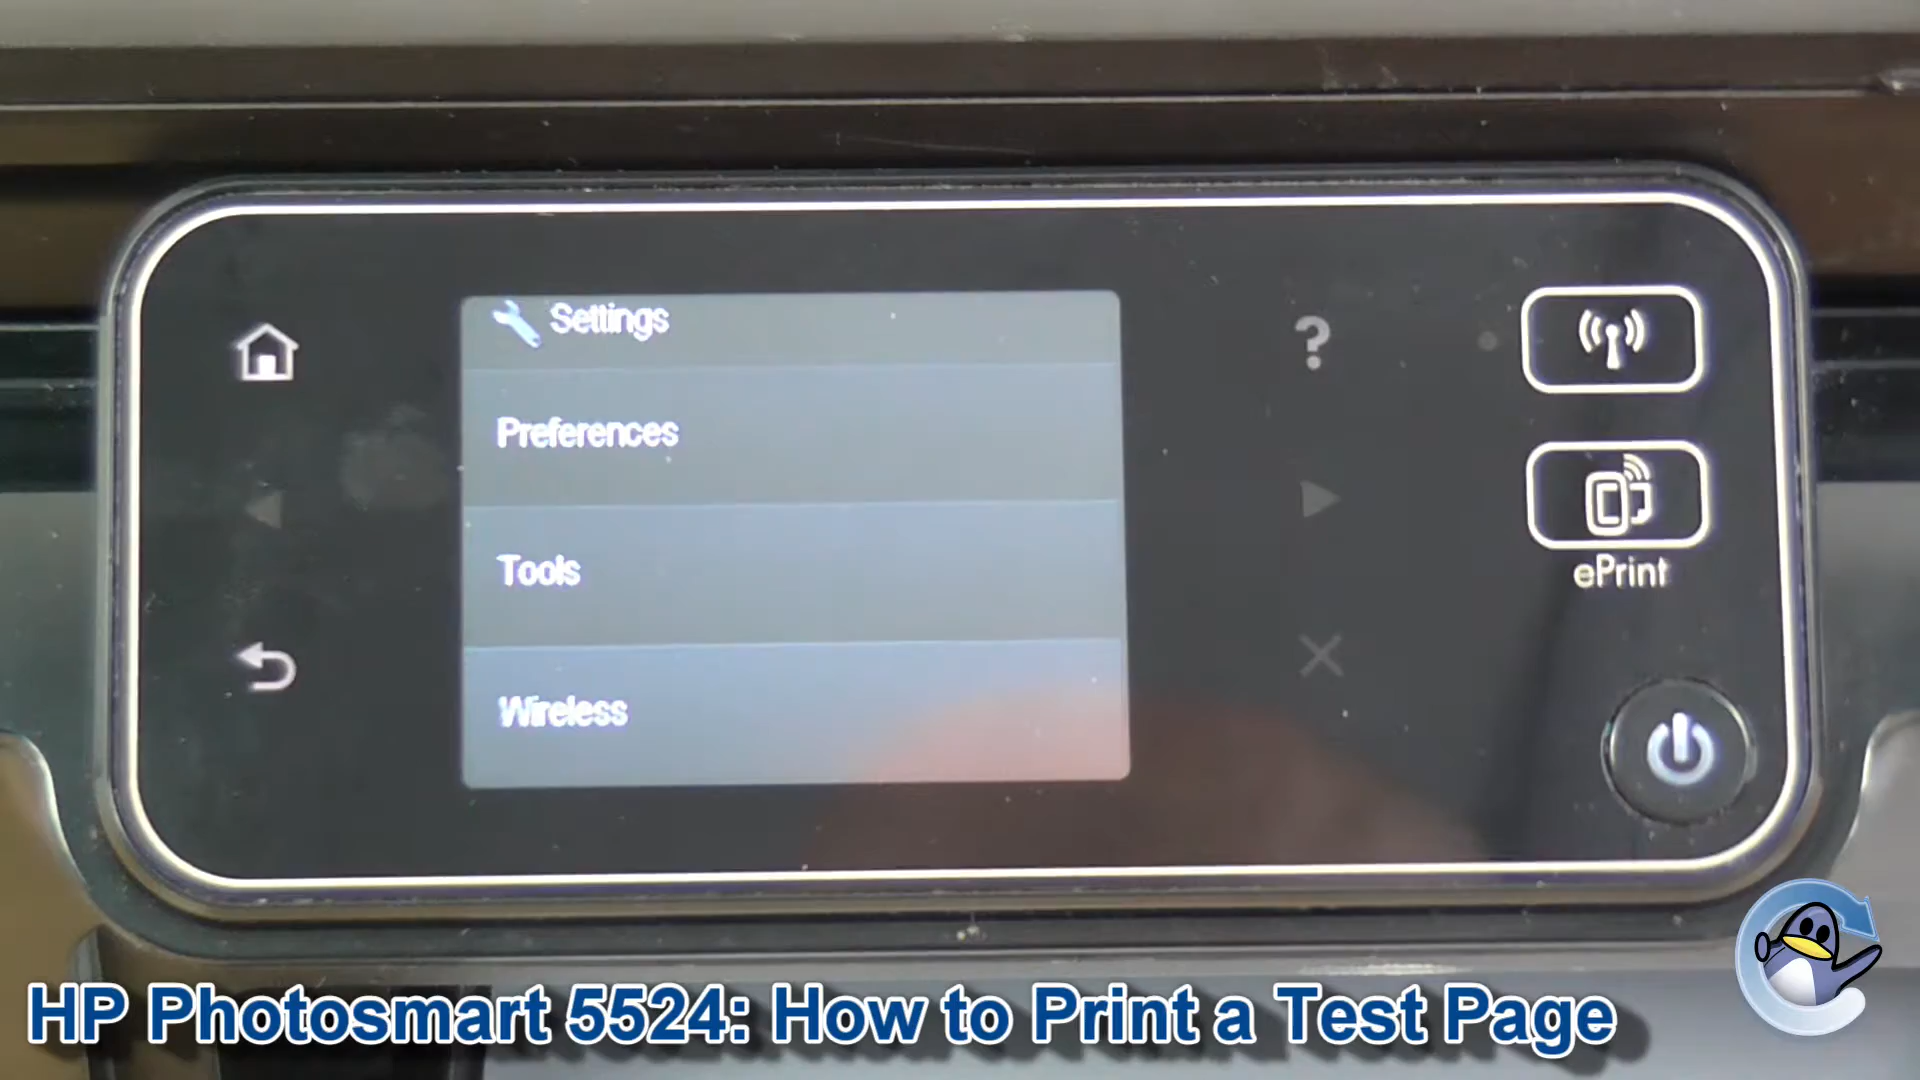 Settings
Preferences
Tools
Wireless
?
ePrint
HP Photosmart 5524: How to Print a Test Page